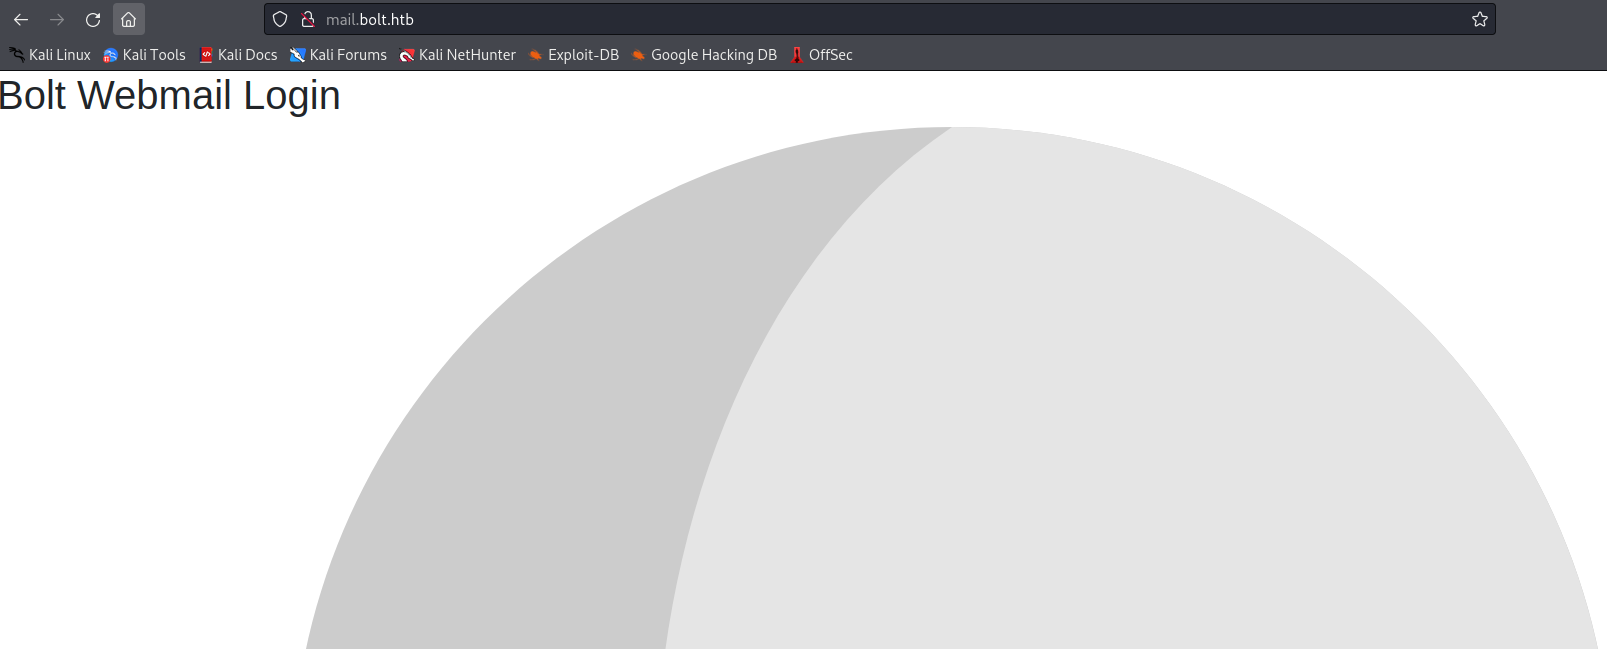 mail.bolt.htb
Kali Linux Kali Tools Kali Docs Kali Forums Kali NetHunter Exploit-DB Google Hacking DB OffSec
Bolt Webmail Login